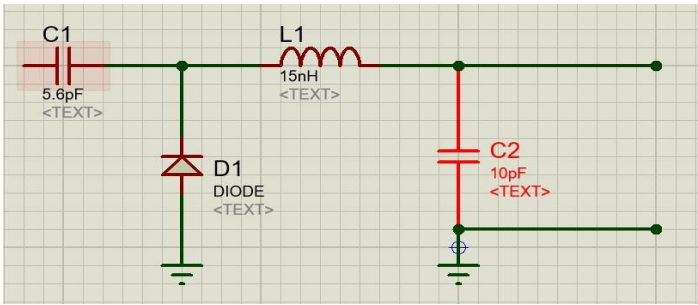 C1
5.6pF
<TEXT>
L1
15nH
<TEXT>
D1
DIODE
<TEXT>
C2
10pF
<TEXT>